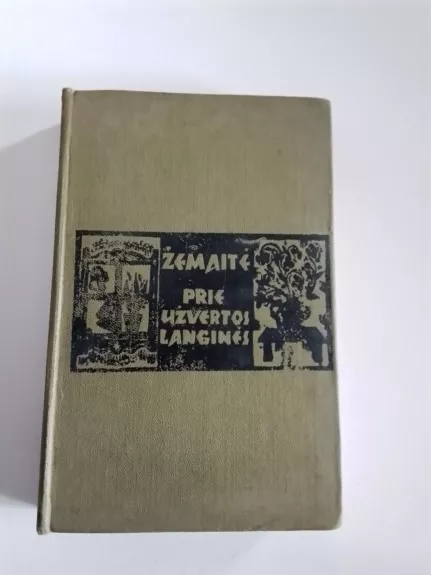 ŽEMAITĖ
PRIE
UŽVERTOS
LANGINĖS